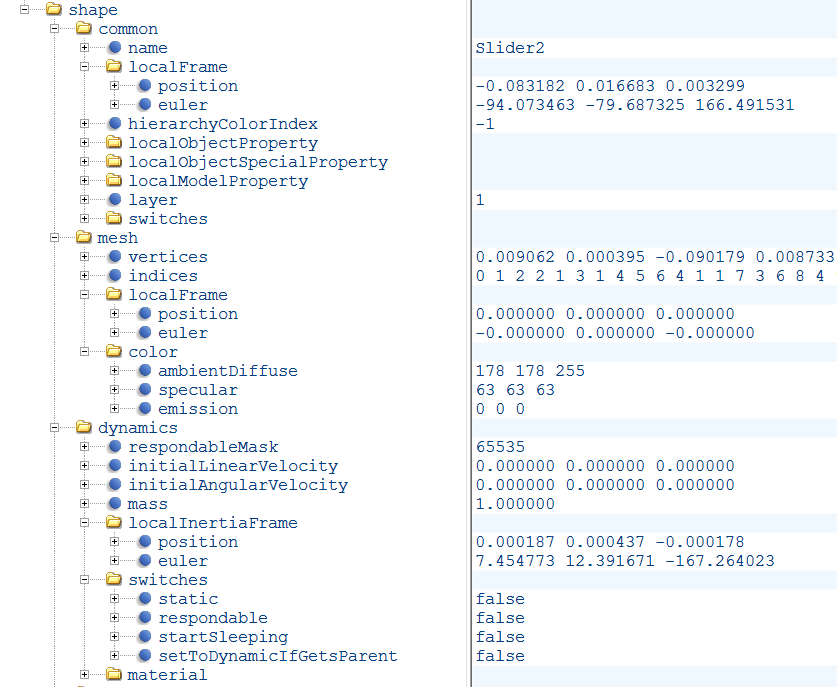 shape
common
name Slider2
localFrame
position -0.083182 0.016683 0.003299
euler -94.073463 -79.687325 166.491531
hierarchyColorIndex -1
localObjectProperty
localObjectSpecialProperty
localModelProperty
layer 1
switches
mesh
vertices 0.009062 0.000395 -0.090179 0.008733
indices 0 1 2 2 1 3 1 4 5 6 4 1 1 7 3 6 8 4
localFrame
position 0.000000 0.000000 0.000000
euler -0.000000 0.000000 -0.000000
color
ambientDiffuse 178 178 255
specular 63 63 63
emission 0 0 0
dynamics
respondableMask 65535
initialLinearVelocity 0.000000 0.000000 0.000000
initialAngularVelocity 0.000000 0.000000 0.000000
mass 1.000000
localInertiaFrame
position 0.000187 0.000437 -0.000178
euler 7.454773 12.391671 -167.264023
switches
static false
respondable false
startSleeping false
setToDynamicIfGetsParent false
material